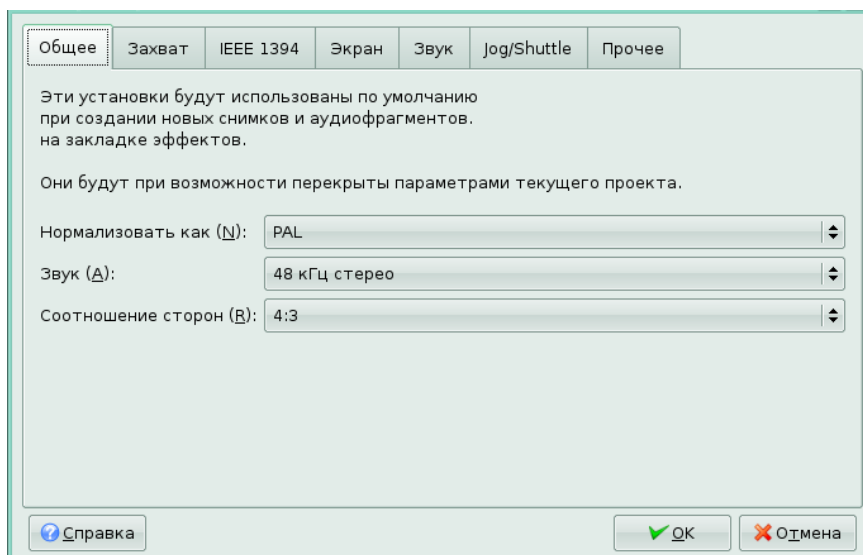 Общее Захват IEEE 1394 Экран Звук Jog/Shuttle Прочее
Эти установки будут использованы по умолчанию
при создании новых снимков и аудиофрагментов.
на закладке эффектов.
Они будут при возможности перекрыты параметрами текущего проекта.
Нормализовать как (N): PAL
Звук (A): 48 кГц стерео
Соотношение сторон (R): 4:3
Справка OK Отмена